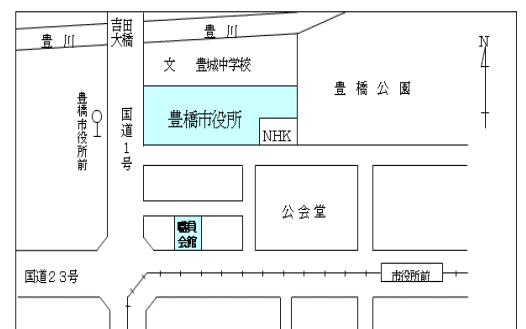 吉田
大橋
豊川
豊川
N
文 豊城中学校
豊橋公園
豊橋市役所前
国道1号
豊橋市役所
NHK
公会堂
職員
会館
国道23号
市役所前